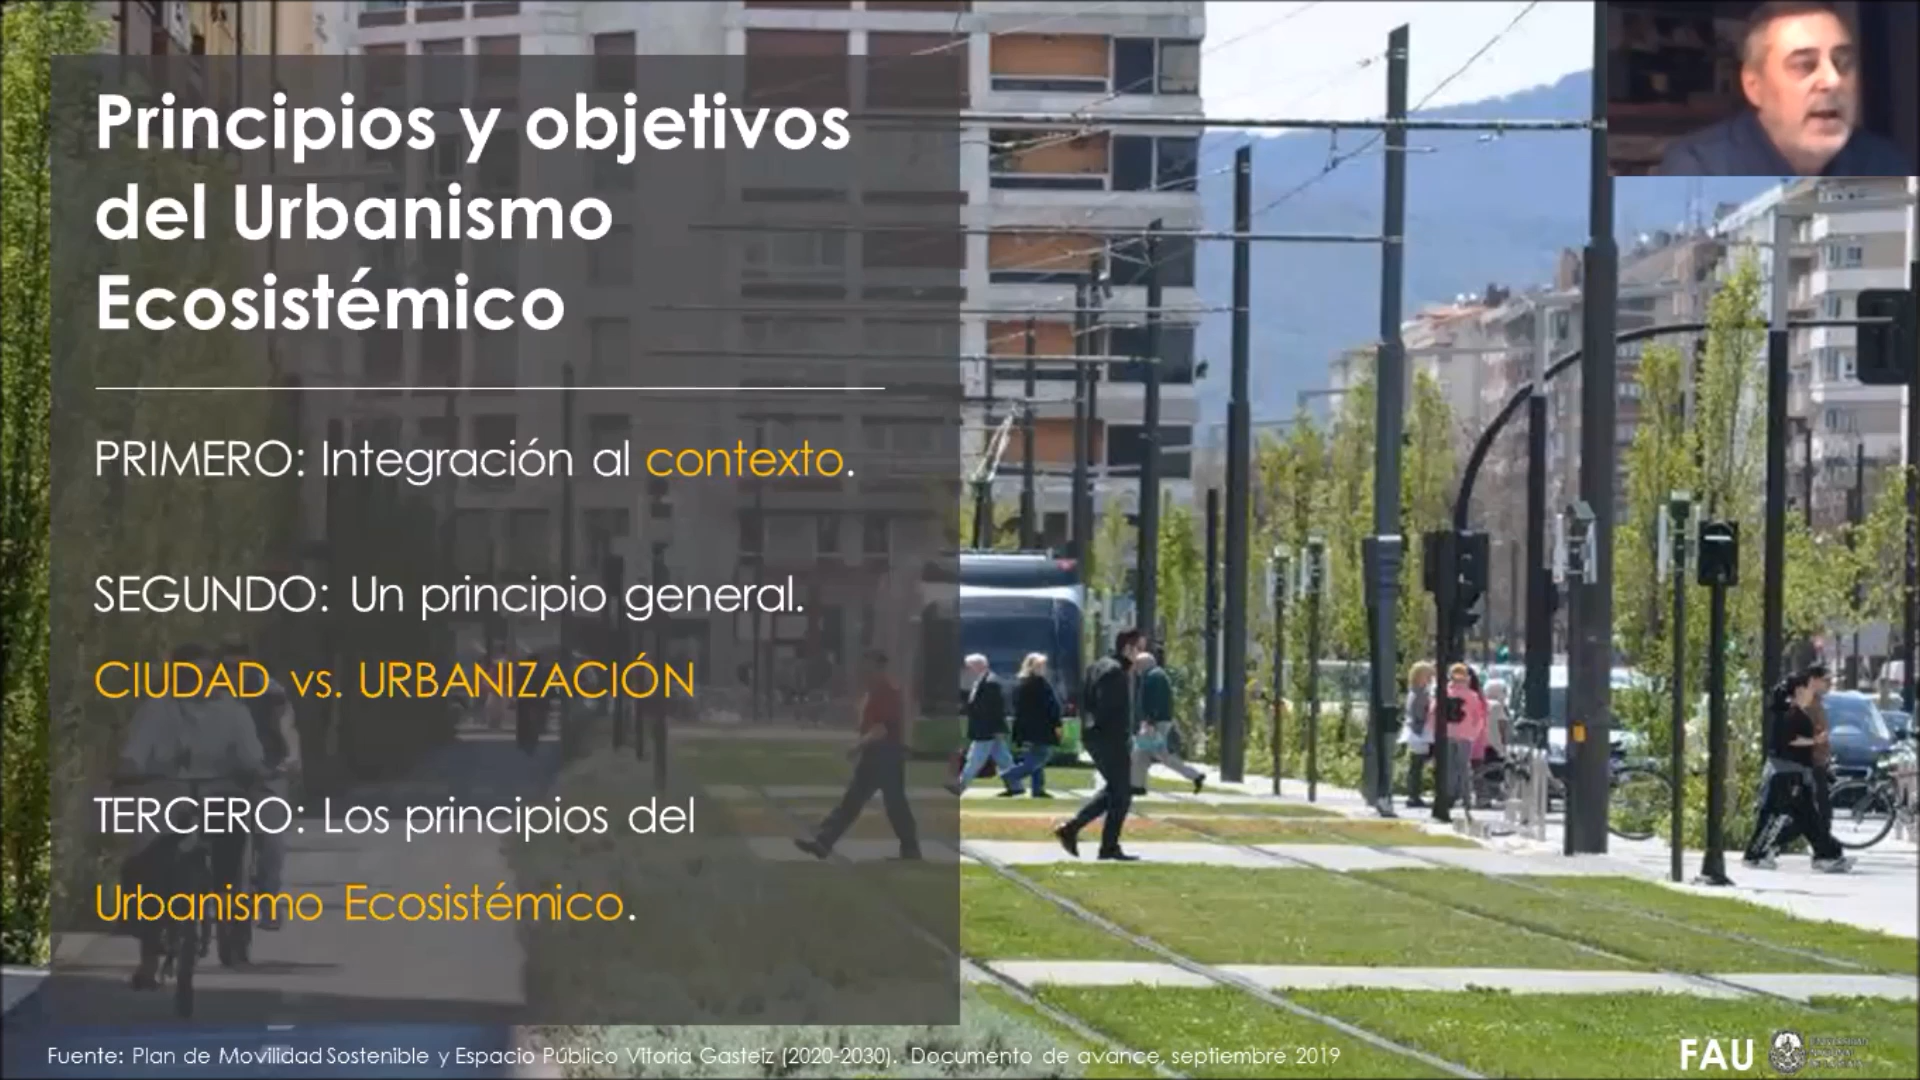 Principios y objetivos
del Urbanismo
Ecosistémico
PRIMERO: Integración al contexto.
SEGUNDO: Un principio general.
CIUDAD vs. URBANIZACIÓN
TERCERO: Los principios del
Urbanismo Ecosistémico.
Fuente: Plan de Movilidad Sostenible y Espacio Público Vitoria Gasteiz (2020-2030). Documento de avance, septiembre 2019
FAU